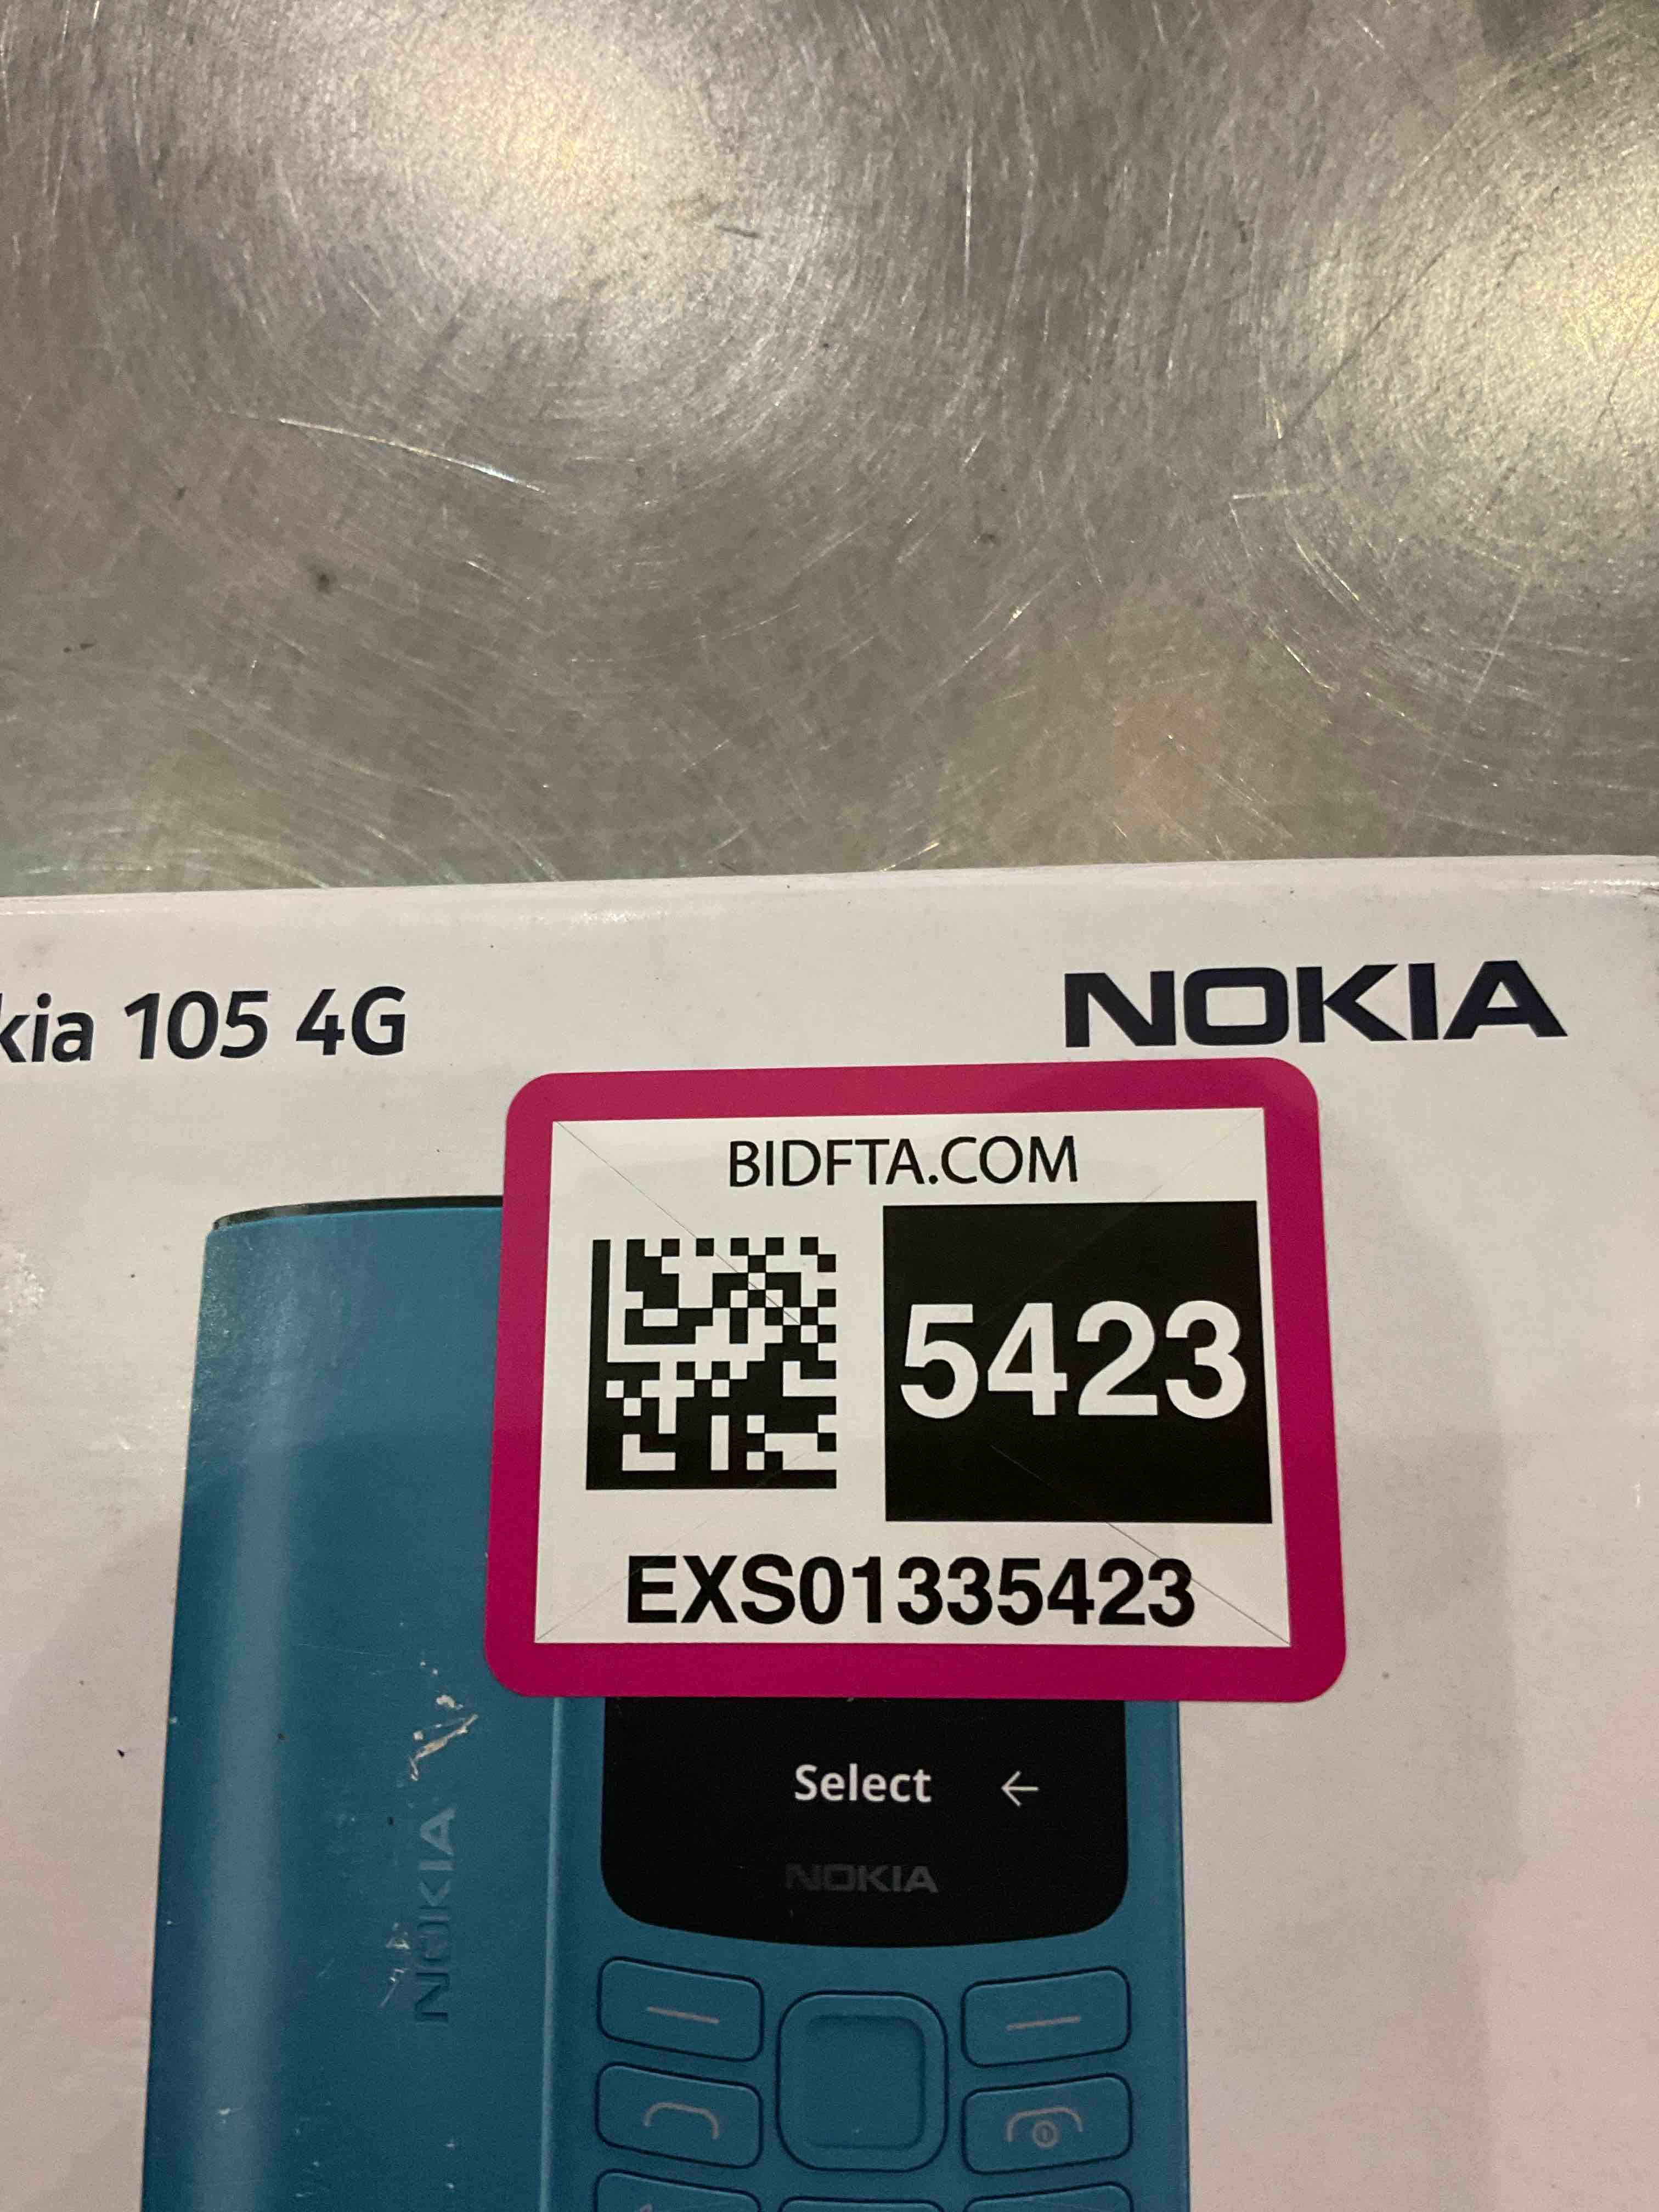 kia 105 4G
NOKIA
BIDFTA.COM
5423
EXS01335423
Select ←
NOKIA
NOKIA